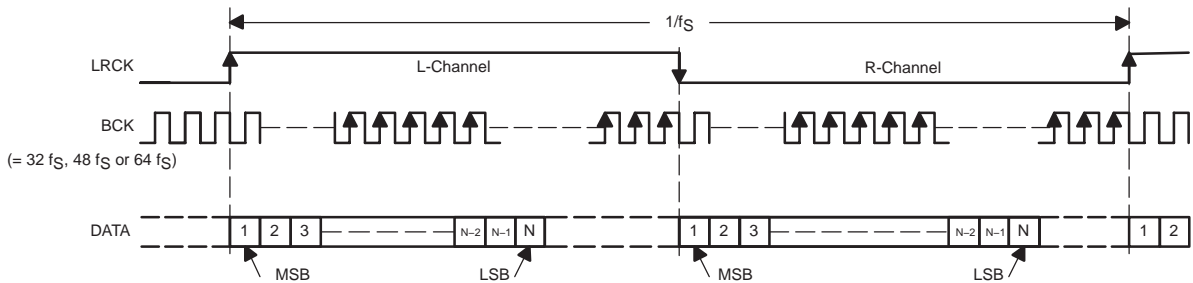 1/fS
LRCK
L-Channel
R-Channel
BCK
(= 32 fS, 48 fS or 64 fS)
DATA
1 2 3 N–2 N–1 N 1 2 3 N–2 N–1 N 1 2
MSB LSB MSB LSB